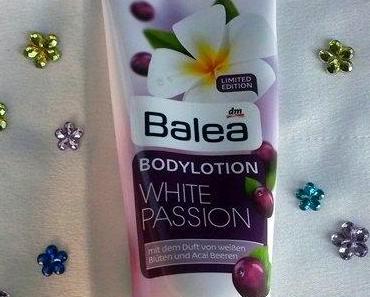 LIMITED
EDITION
dm
Balea
BODYLOTION
WHITE
PASSION
mit dem Duft von weißen
Blüten und Acai Beeren